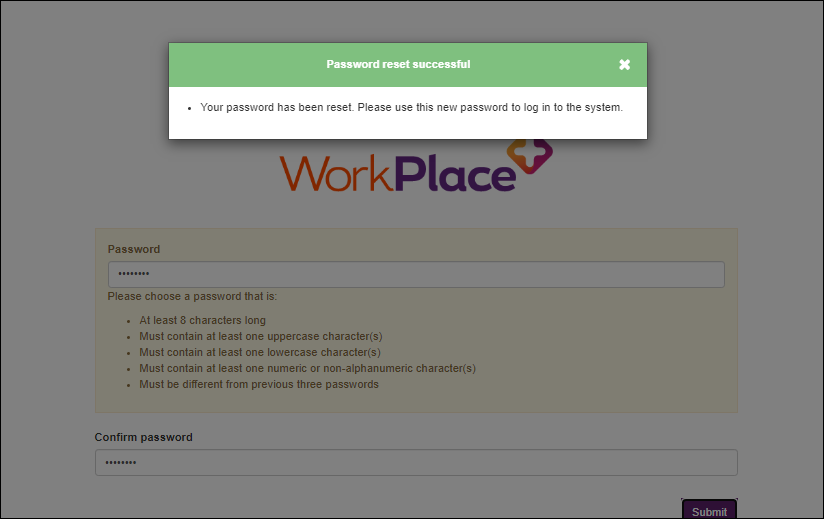 Password reset successful
Your password has been reset. Please use this new password to log in to the system.
WorkPlace
Password
••••••••
Please choose a password that is:
At least 8 characters long
Must contain at least one uppercase character(s)
Must contain at least one lowercase character(s)
Must contain at least one numeric or non-alphanumeric character(s)
Must be different from previous three passwords
Confirm password
••••••••
Submit